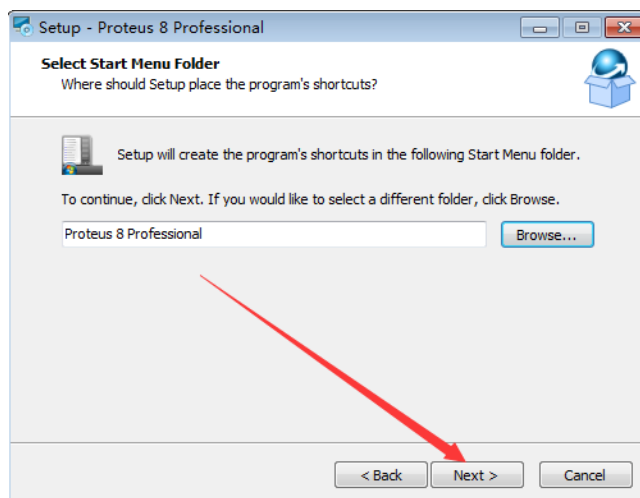 Setup - Proteus 8 Professional
Select Start Menu Folder
Where should Setup place the program's shortcuts?
Setup will create the program's shortcuts in the following Start Menu folder.
To continue, click Next. If you would like to select a different folder, click Browse.
Proteus 8 Professional
Browse...
< Back
Next >
Cancel